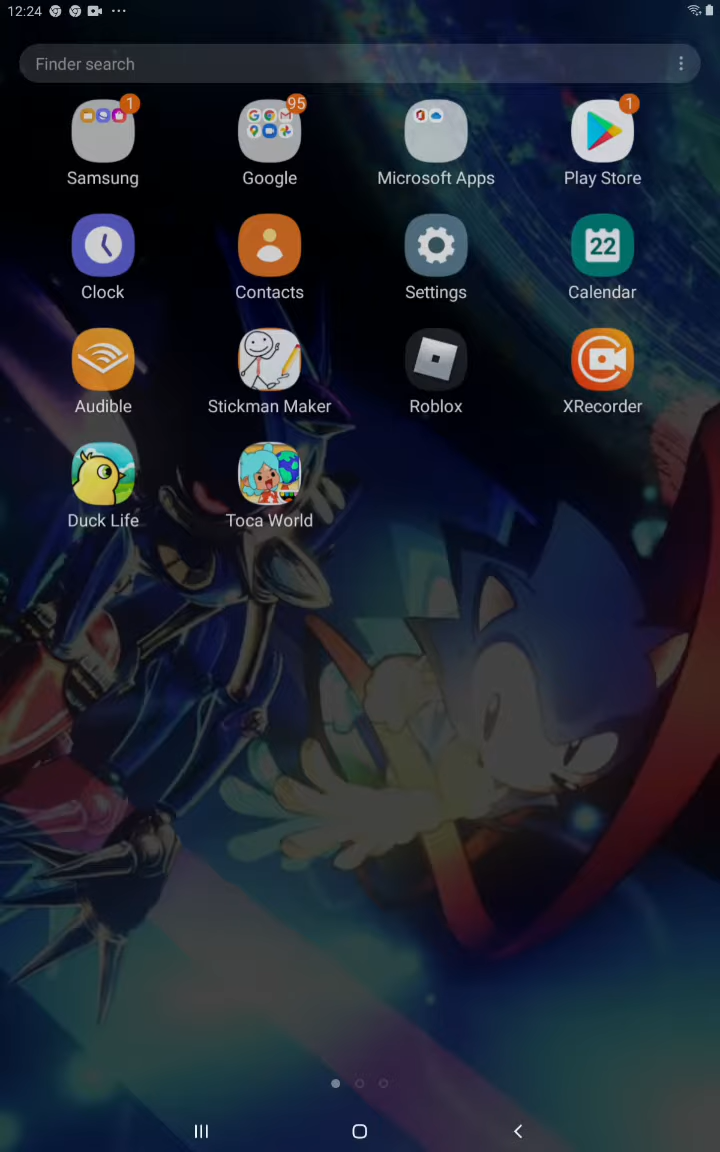 12:24
Finder search
1
95
1
Samsung
Google
Microsoft Apps
Play Store
22
Clock
Contacts
Settings
Calendar
Audible
Stickman Maker
Roblox
XRecorder
Duck Life
Toca World